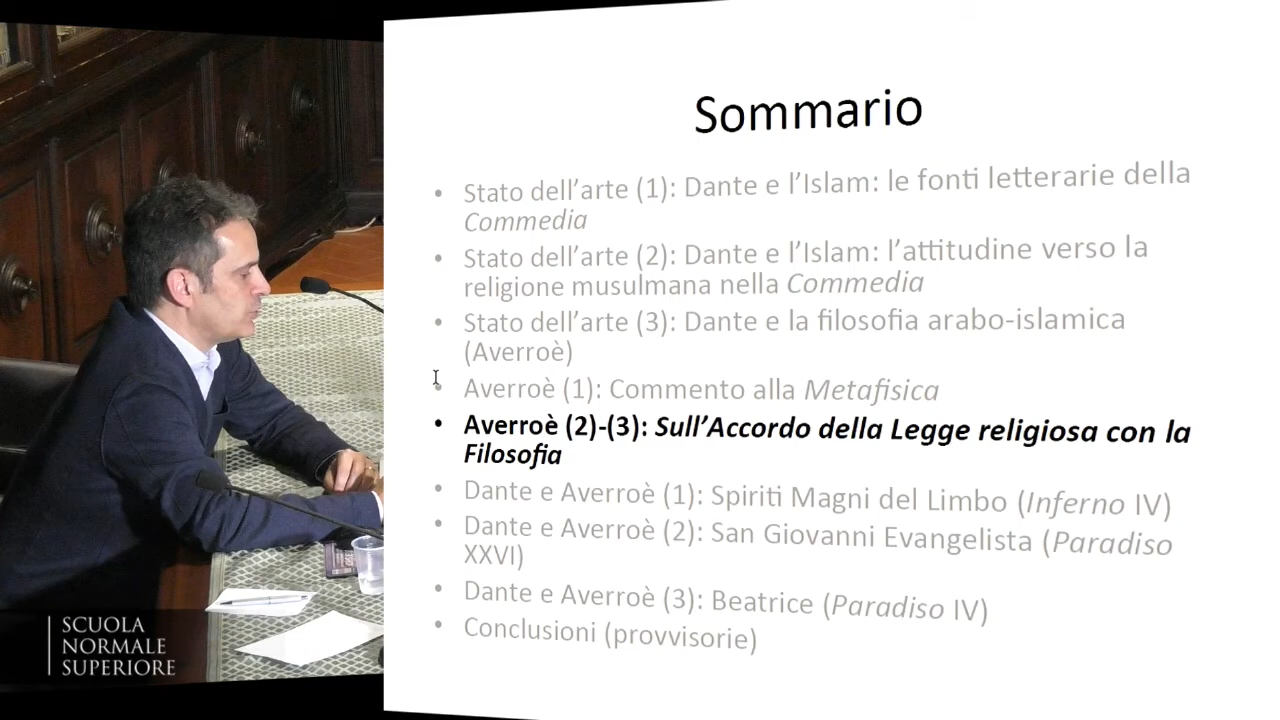 Sommario
• Stato dell’arte (1): Dante e l’Islam: le fonti letterarie della
Commedia
• Stato dell’arte (2): Dante e l’Islam: l’attitudine verso la
religione musulmana nella Commedia
• Stato dell’arte (3): Dante e la filosofia arabo-islamica
(Averroè)
• Averroè (1): Commento alla Metafisica
• Averroè (2)-(3): Sull’Accordo della Legge religiosa con la
Filosofia
• Dante e Averroè (1): Spiriti Magni del Limbo (Inferno IV)
• Dante e Averroè (2): San Giovanni Evangelista (Paradiso
XXVI)
• Dante e Averroè (3): Beatrice (Paradiso IV)
• Conclusioni (provvisorie)
SCUOLA
NORMALE
SUPERIORE